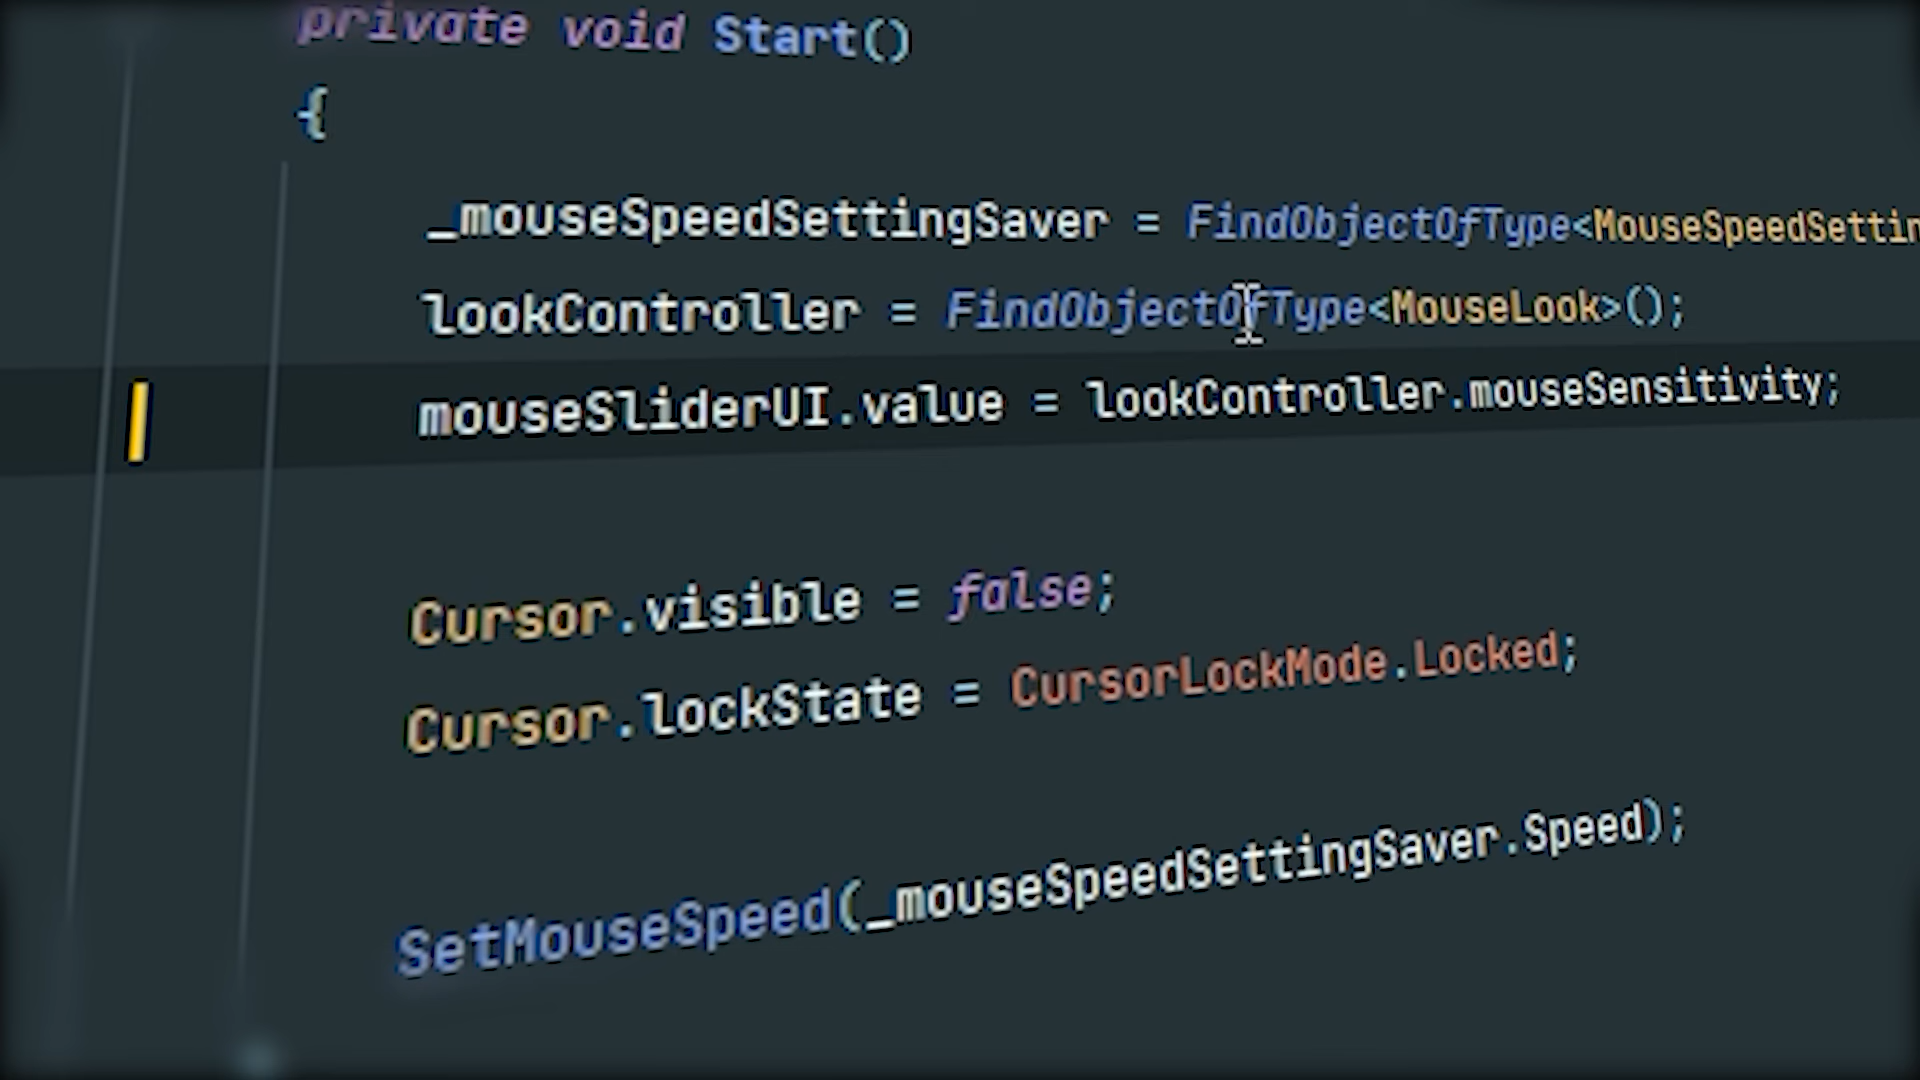 private void Start()
{
_mouseSpeedSettingSaver = FindObjectOfType<MouseSpeedSettin
lookController = FindObjectOfType<MouseLook>();
mouseSliderUI.value = lookController.mouseSensitivity;
Cursor.visible = false;
Cursor.lockState = CursorLockMode.Locked;
SetMouseSpeed(_mouseSpeedSettingSaver.Speed);